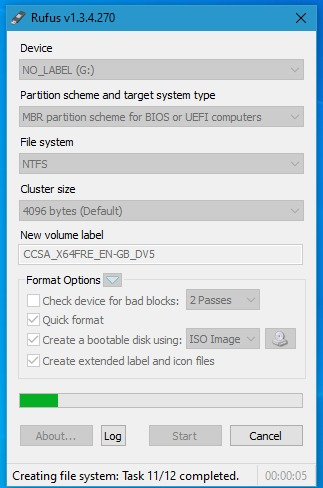 Rufus v1.3.4.270
Device
NO_LABEL (G:)
Partition scheme and target system type
MBR partition scheme for BIOS or UEFI computers
File system
NTFS
Cluster size
4096 bytes (Default)
New volume label
CCSA_X64FRE_EN-GB_DV5
Format Options
Check device for bad blocks: 2 Passes
Quick format
Create a bootable disk using: ISO Image
Create extended label and icon files
About... Log Start Cancel
Creating file system: Task 11/12 completed. 00:00:05